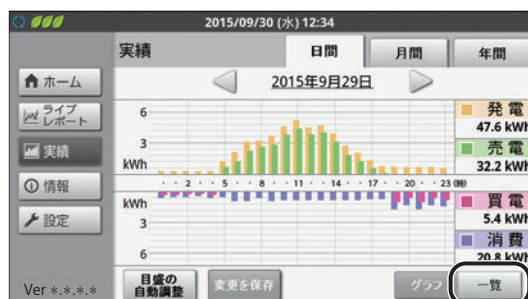 2015/09/30 (水) 12:34
実績
日間
月間
年間
ホーム
ライブ
レポート
実績
情報
設定
Ver *.*.*.*
2015年9月29日
6
3
kWh
2 5 8 11 14 17 20 23 (時)
kWh
3
6
発電
47.6 kWh
売電
32.2 kWh
買電
5.4 kWh
消費
20.8 kWh
目盛の
自動調整
変更を保存
グラフ
一覧